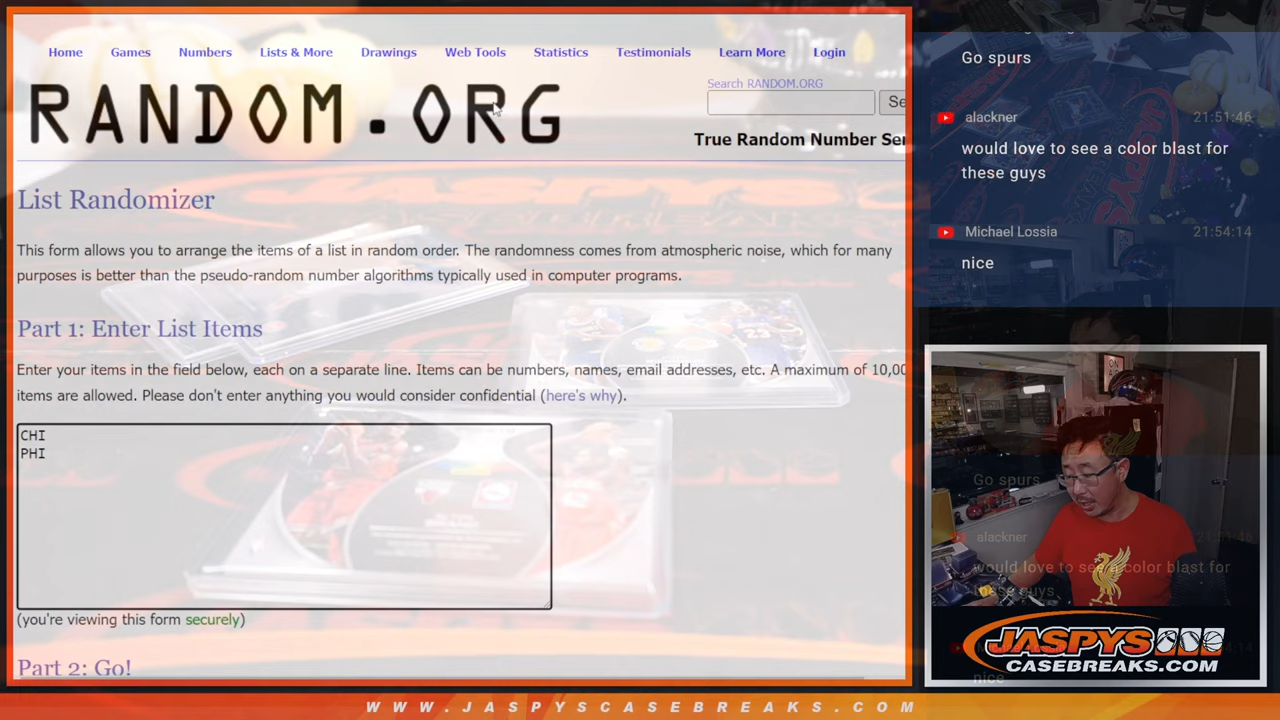 Home Games Numbers Lists & More Drawings Web Tools Statistics Testimonials Learn More Login
RANDOM.ORG
Search RANDOM.ORG
Se
True Random Number Ser
List Randomizer
This form allows you to arrange the items of a list in random order. The randomness comes from atmospheric noise, which for many
purposes is better than the pseudo-random number algorithms typically used in computer programs.
Part 1: Enter List Items
Enter your items in the field below, each on a separate line. Items can be numbers, names, email addresses, etc. A maximum of 10,00
items are allowed. Please don't enter anything you would consider confidential (here's why).
CHI
PHI
(you're viewing this form securely)
Part 2: Go!
Go spurs
alackner 21:51:46
would love to see a color blast for
these guys
Michael Lossia 21:54:14
nice
Go spurs
alackner 21:51:46
would love to see a color blast for
these guys
nice
JASPYS
CASEBREAKS.COM
WWW.JASPYSCASEBREAKS.COM